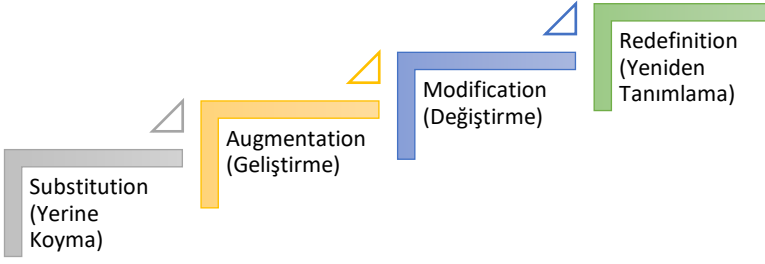 Substitution
(Yerine
Koyma)
Augmentation
(Geliştirme)
Modification
(Değiştirme)
Redefinition
(Yeniden
Tanımlama)